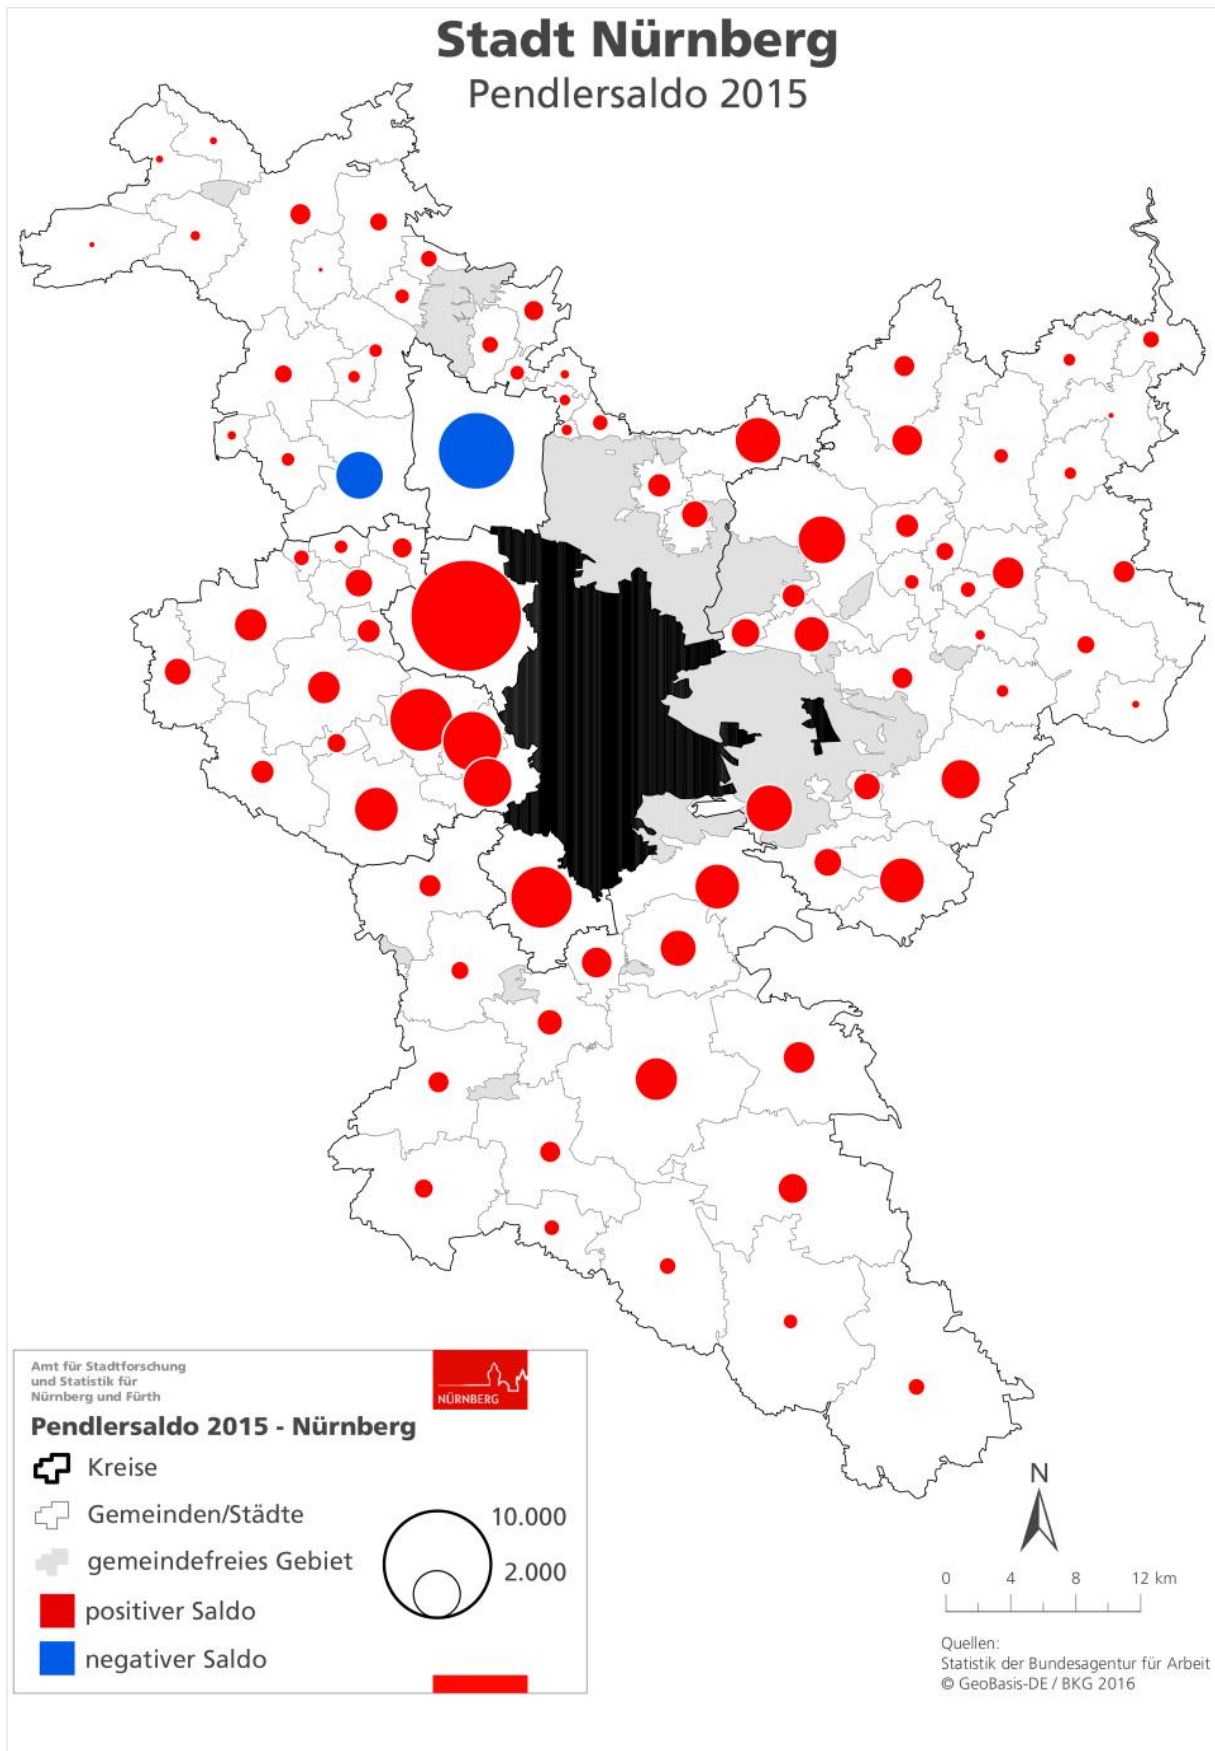 Stadt Nürnberg
Pendlersaldo 2015
Amt für Stadtforschung
und Statistik für
Nürnberg und Fürth
NÜRNBERG
Pendlersaldo 2015 - Nürnberg
Kreise
Gemeinden/Städte
gemeindefreies Gebiet
positiver Saldo
negativer Saldo
10.000
2.000
N
0 4 8 12 km
Quellen:
Statistik der Bundesagentur für Arbeit
© GeoBasis-DE / BKG 2016